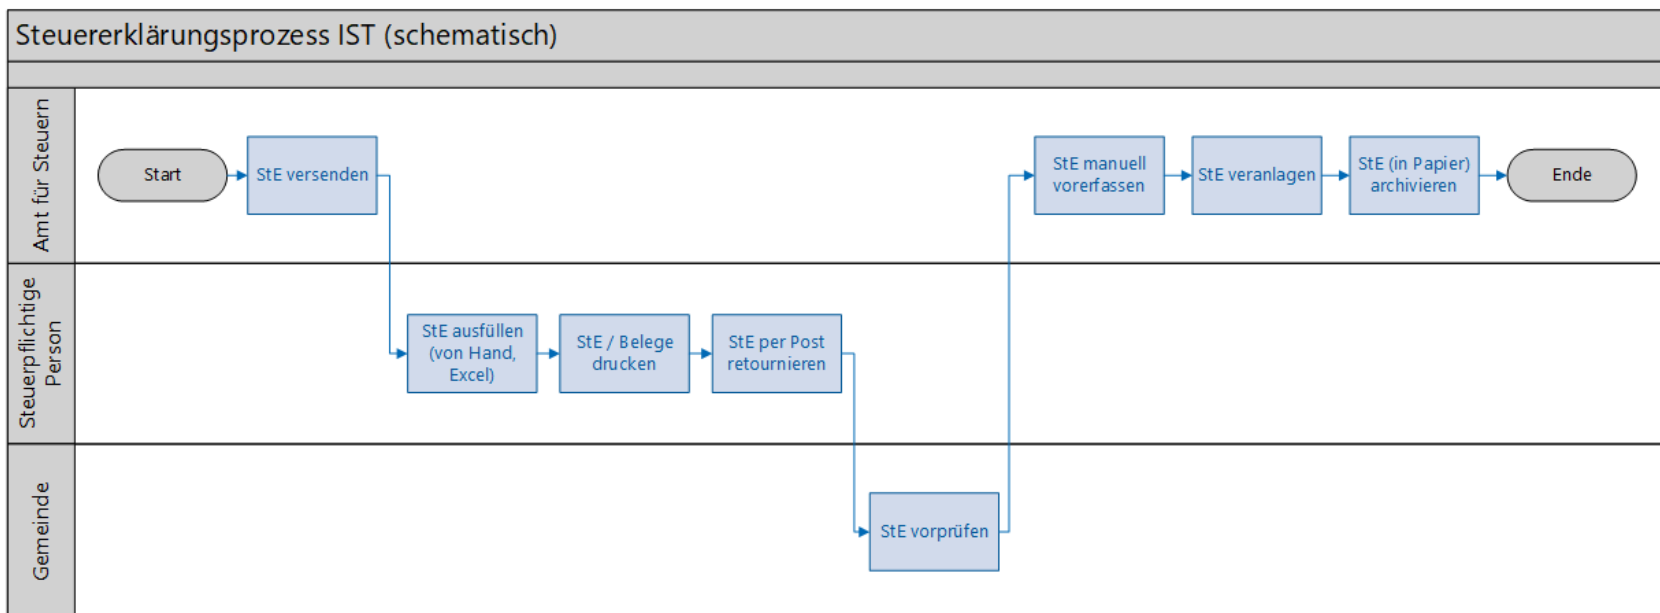 Steuererklärungsprozess IST (schematisch)
Amt für Steuern
Start
StE versenden
StE manuell
vorerfassen
StE veranlagen
StE (in Papier)
archivieren
Ende
Steuerpflichtige
Person
StE ausfüllen
(von Hand,
Excel)
StE / Belege
drucken
StE per Post
retournieren
Gemeinde
StE vorprüfen